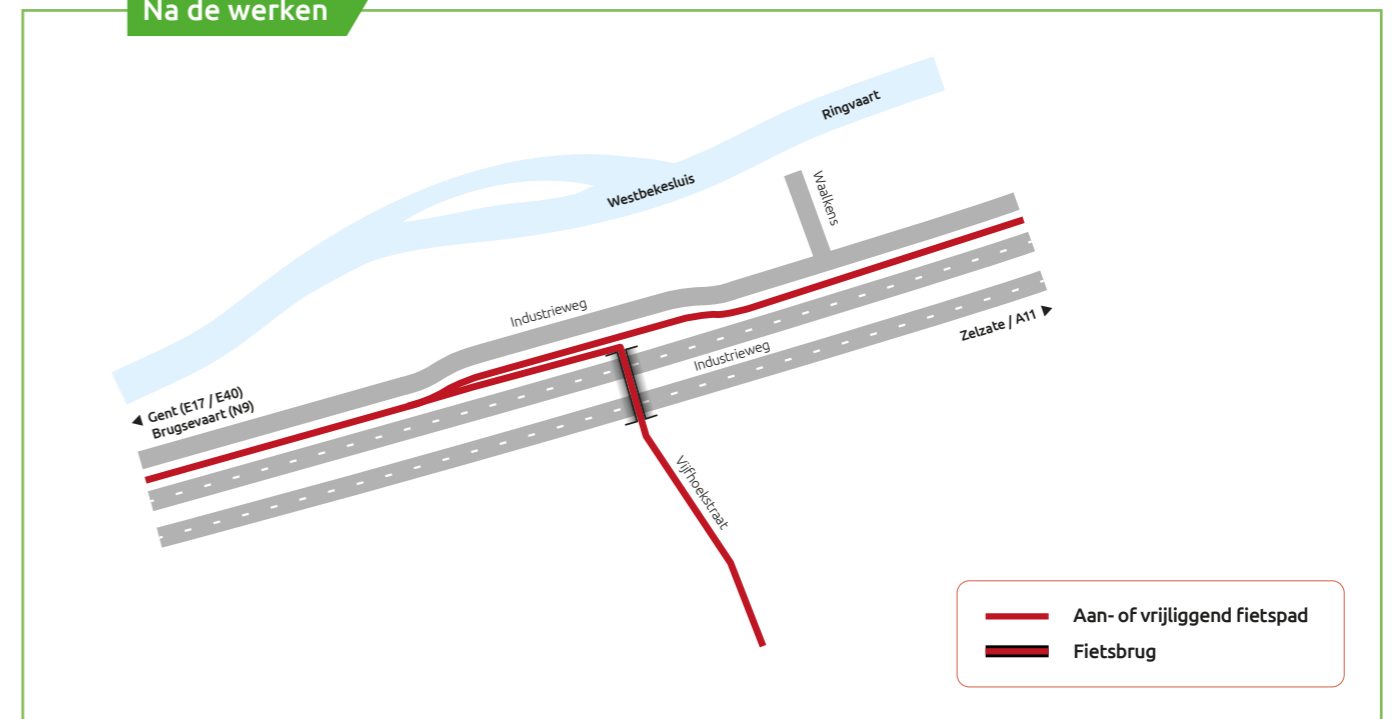 Na de werken
Ringvaart
Westbekesluis
Waalkens
Industrieweg
Industrieweg
Zelzate / A11 ►
◄ Gent (E17 / E40)
Brugsevaart (N9)
Vijfhoekstraat
Aan- of vrijliggend fietspad
Fietsbrug